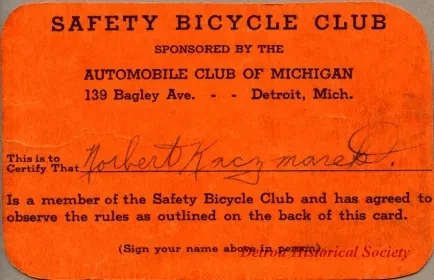 SAFETY BICYCLE CLUB
SPONSORED BY THE
AUTOMOBILE CLUB OF MICHIGAN
139 Bagley Ave. - - Detroit, Mich.
This is to
Certify That Norbert Kaczmarek.
Is a member of the Safety Bicycle Club and has agreed to
observe the rules as outlined on the back of this card.
(Sign your name above in person)
Detroit Historical Society